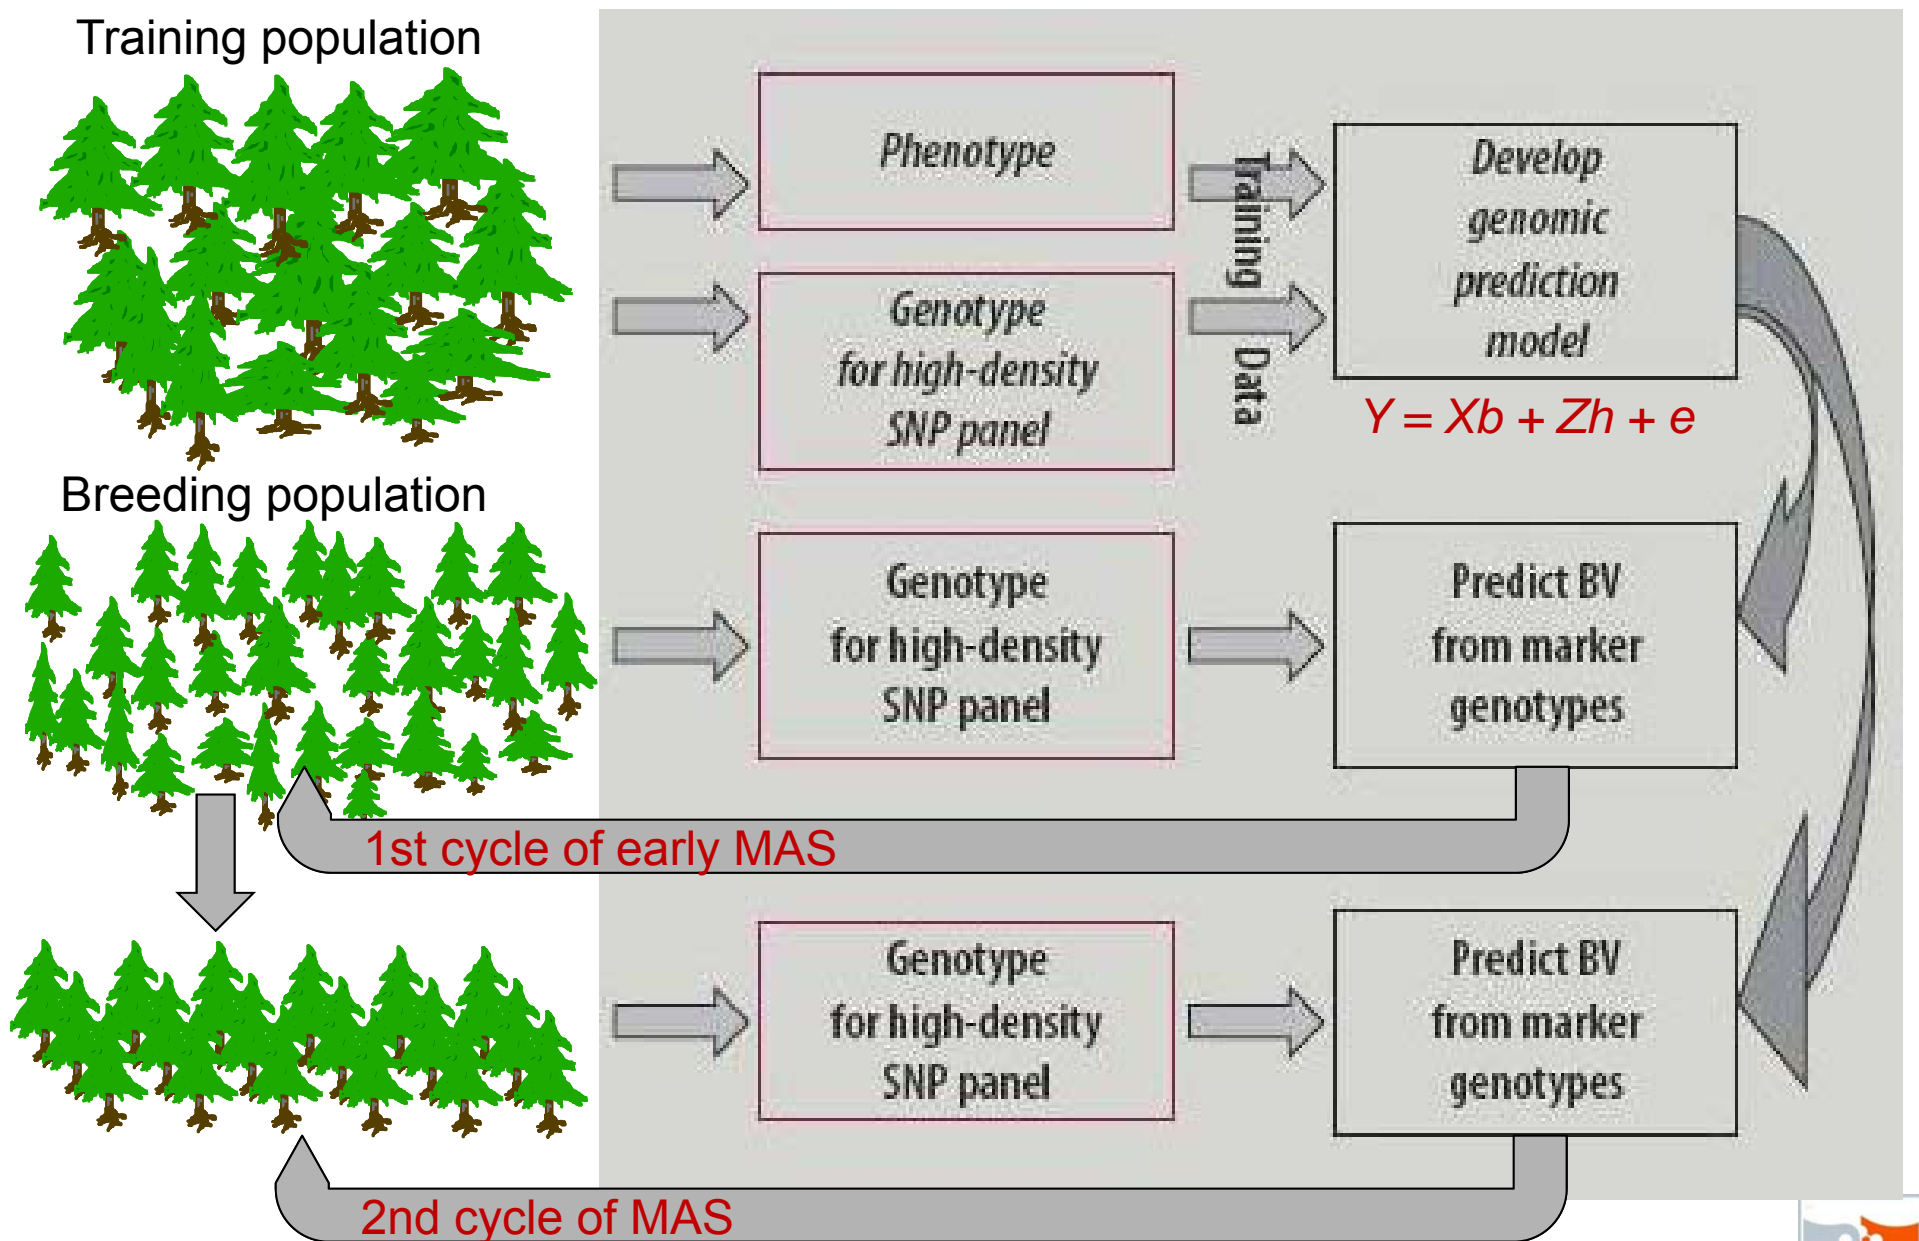 Training population
Phenotype
Genotype
for high-density
SNP panel
Training Data
Develop
genomic
prediction
model
Y = Xb + Zh + e
Breeding population
Genotype
for high-density
SNP panel
Predict BV
from marker
genotypes
1st cycle of early MAS
Genotype
for high-density
SNP panel
Predict BV
from marker
genotypes
2nd cycle of MAS